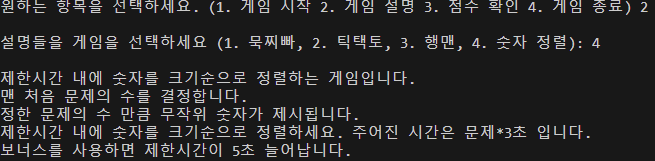 원하는 항목을 선택하세요. (1. 게임 시작 2. 게임 설명 3. 점수 확인 4. 게임 종료) 2
설명들을 게임을 선택하세요 (1. 묵찌빠, 2. 틱택토, 3. 행맨, 4. 숫자 정렬): 4
제한시간 내에 숫자를 크기순으로 정렬하는 게임입니다.
맨 처음 문제의 수를 결정합니다.
정한 문제의 수 만큼 무작위 숫자가 제시됩니다.
제한시간 내에 숫자를 크기순으로 정렬하세요. 주어진 시간은 문제*3초 입니다.
보너스를 사용하면 제한시간이 5초 늘어납니다.